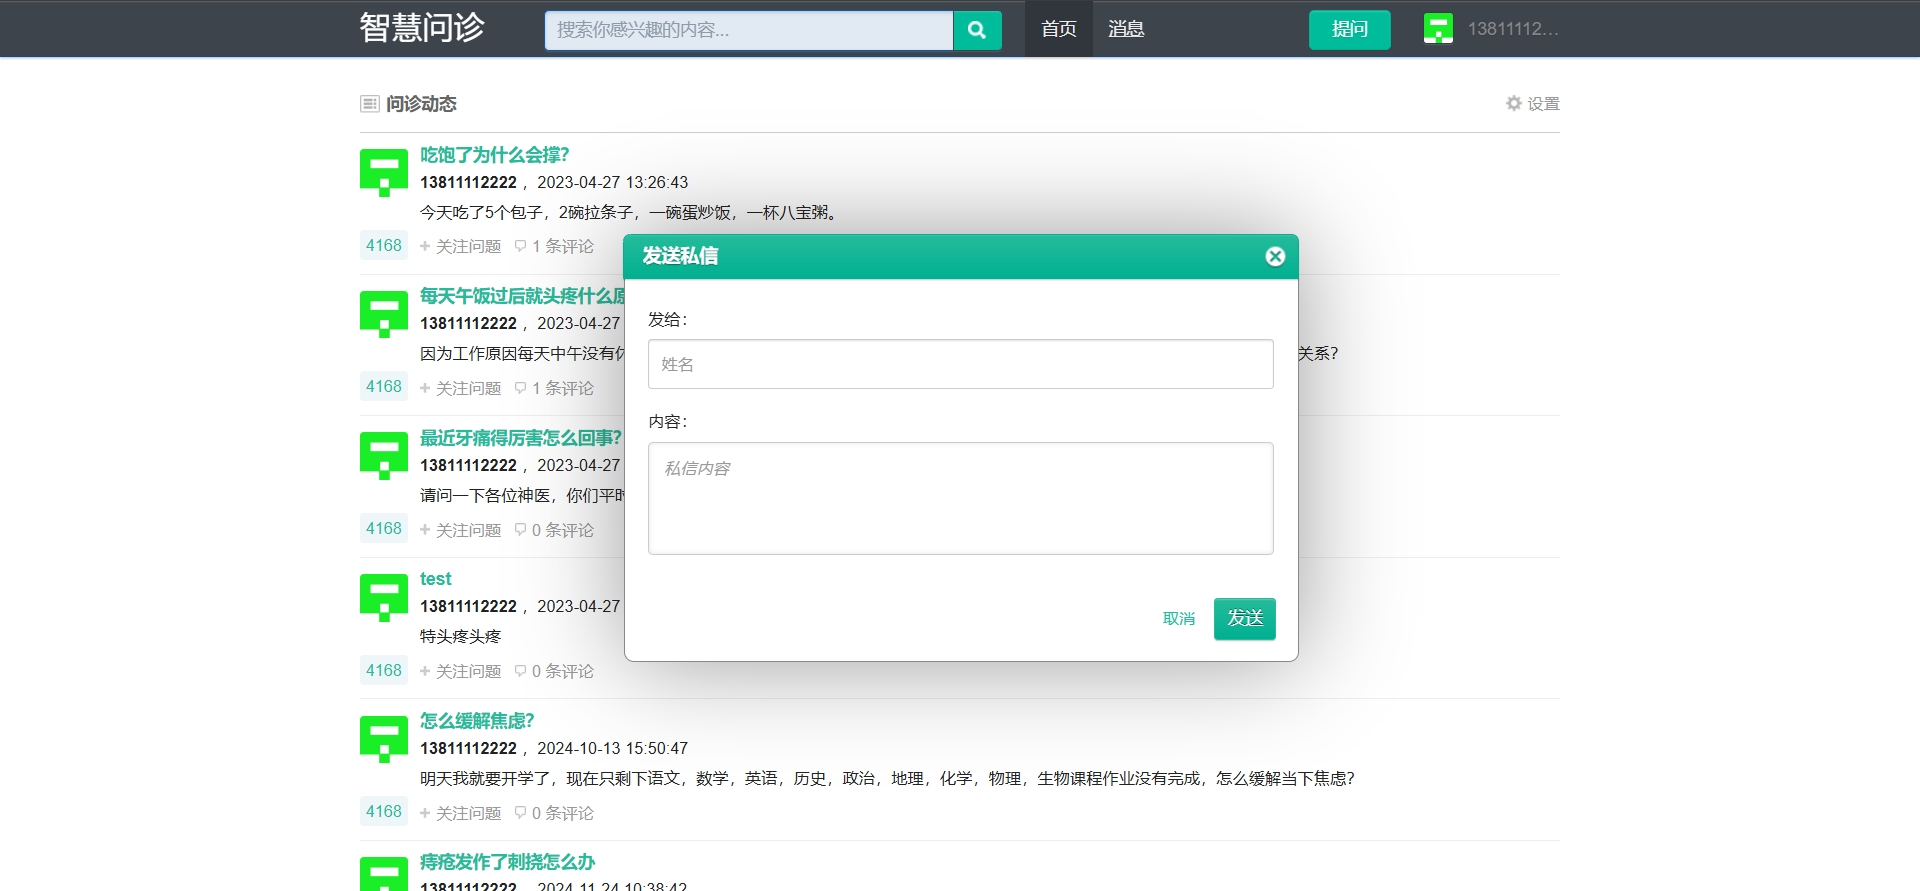 智慧问诊 搜索你感兴趣的内容... 首页 消息 提问 13811112...
问诊动态 设置
吃饱了为什么会撑?
13811112222 , 2023-04-27 13:26:43
今天吃了5个包子，2碗拉条子，一碗蛋炒饭，一杯八宝粥。
4168 + 关注问题 1 条评论
每天午饭过后就头疼什么原
13811112222 , 2023-04-27
因为工作原因每天中午没有 关系?
4168 + 关注问题 1 条评论
最近牙痛得厉害怎么回事?
13811112222 , 2023-04-27
请问一下各位神医，你们平时
4168 + 关注问题 0 条评论
test
13811112222 , 2023-04-27
特头疼头疼
4168 + 关注问题 0 条评论
怎么缓解焦虑?
13811112222 , 2024-10-13 15:50:47
明天我就要开学了，现在只剩下语文，数学，英语，历史，政治，地理，化学，物理，生物课程作业没有完成，怎么缓解当下焦虑?
4168 + 关注问题 0 条评论
痔疮发作了刺挠怎么办
13811112222 , 2024-11-24 10:38:42
发送私信
发给：
姓名
内容：
私信内容
取消 发送